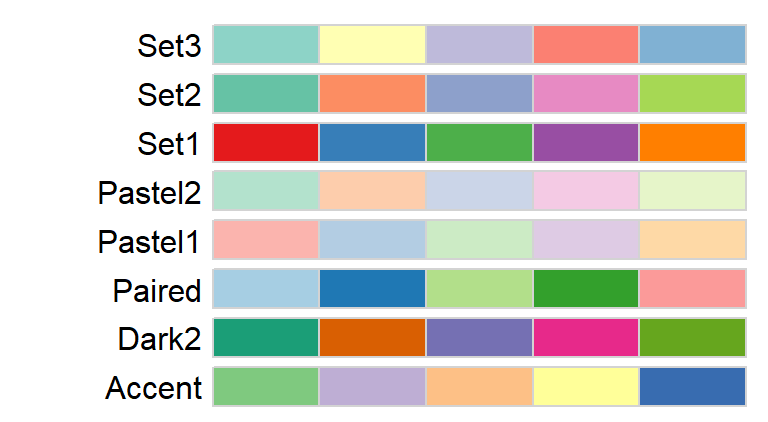 Set3
Set2
Set1
Pastel2
Pastel1
Paired
Dark2
Accent